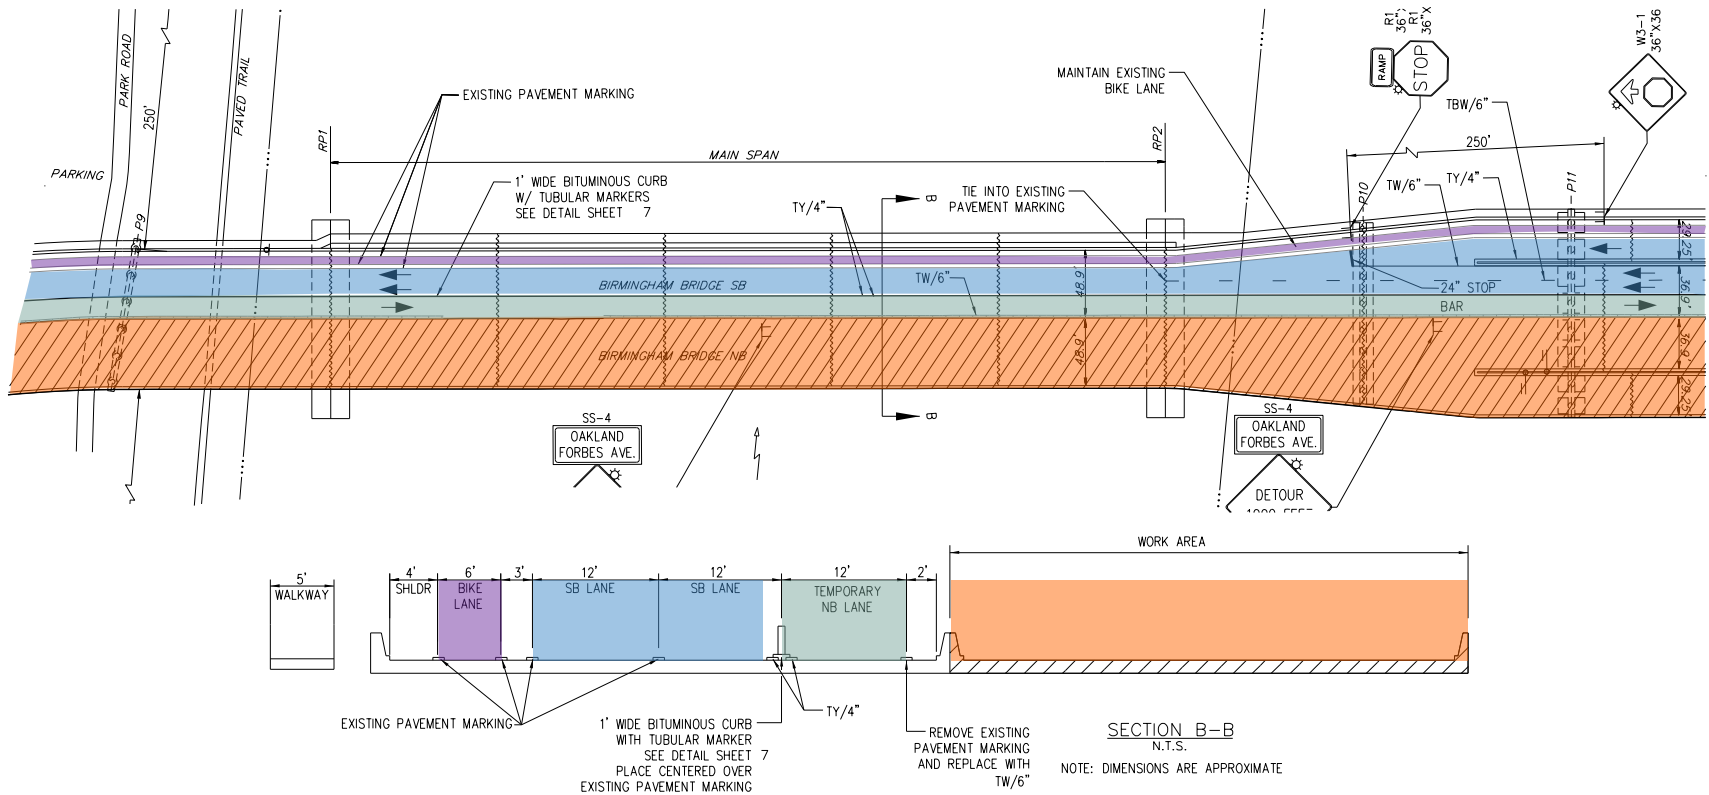 PARK ROAD
250'
PAVED TRAIL
PARKING
P9
EXISTING PAVEMENT MARKING
RP1
MAIN SPAN
RP2
1' WIDE BITUMINOUS CURB
W/ TUBULAR MARKERS
SEE DETAIL SHEET 7
TY/4"
B
TIE INTO EXISTING
PAVEMENT MARKING
MAINTAIN EXISTING
BIKE LANE
R1
36"
R1
36"X
RAMP
STOP
W3-1
36"X36
TBW/6"
250'
TW/6"
TY/4"
P10
P11
29.25'
36.9'
36.9'
29.25'
BIRMINGHAM BRIDGE SB
TW/6"
48.9'
24" STOP
BAR
BIRMINGHAM BRIDGE NB
48.9'
B
SS-4
OAKLAND
FORBES AVE.
SS-4
OAKLAND
FORBES AVE.
DETOUR
1000 FEET
WORK AREA
5'
WALKWAY
4'
SHLDR
6'
BIKE
LANE
3'
12'
SB LANE
12'
SB LANE
12'
TEMPORARY
NB LANE
2'
EXISTING PAVEMENT MARKING
1' WIDE BITUMINOUS CURB
WITH TUBULAR MARKER
SEE DETAIL SHEET 7
PLACE CENTERED OVER
EXISTING PAVEMENT MARKING
TY/4"
REMOVE EXISTING
PAVEMENT MARKING
AND REPLACE WITH
TW/6"
SECTION B-B
N.T.S.
NOTE: DIMENSIONS ARE APPROXIMATE